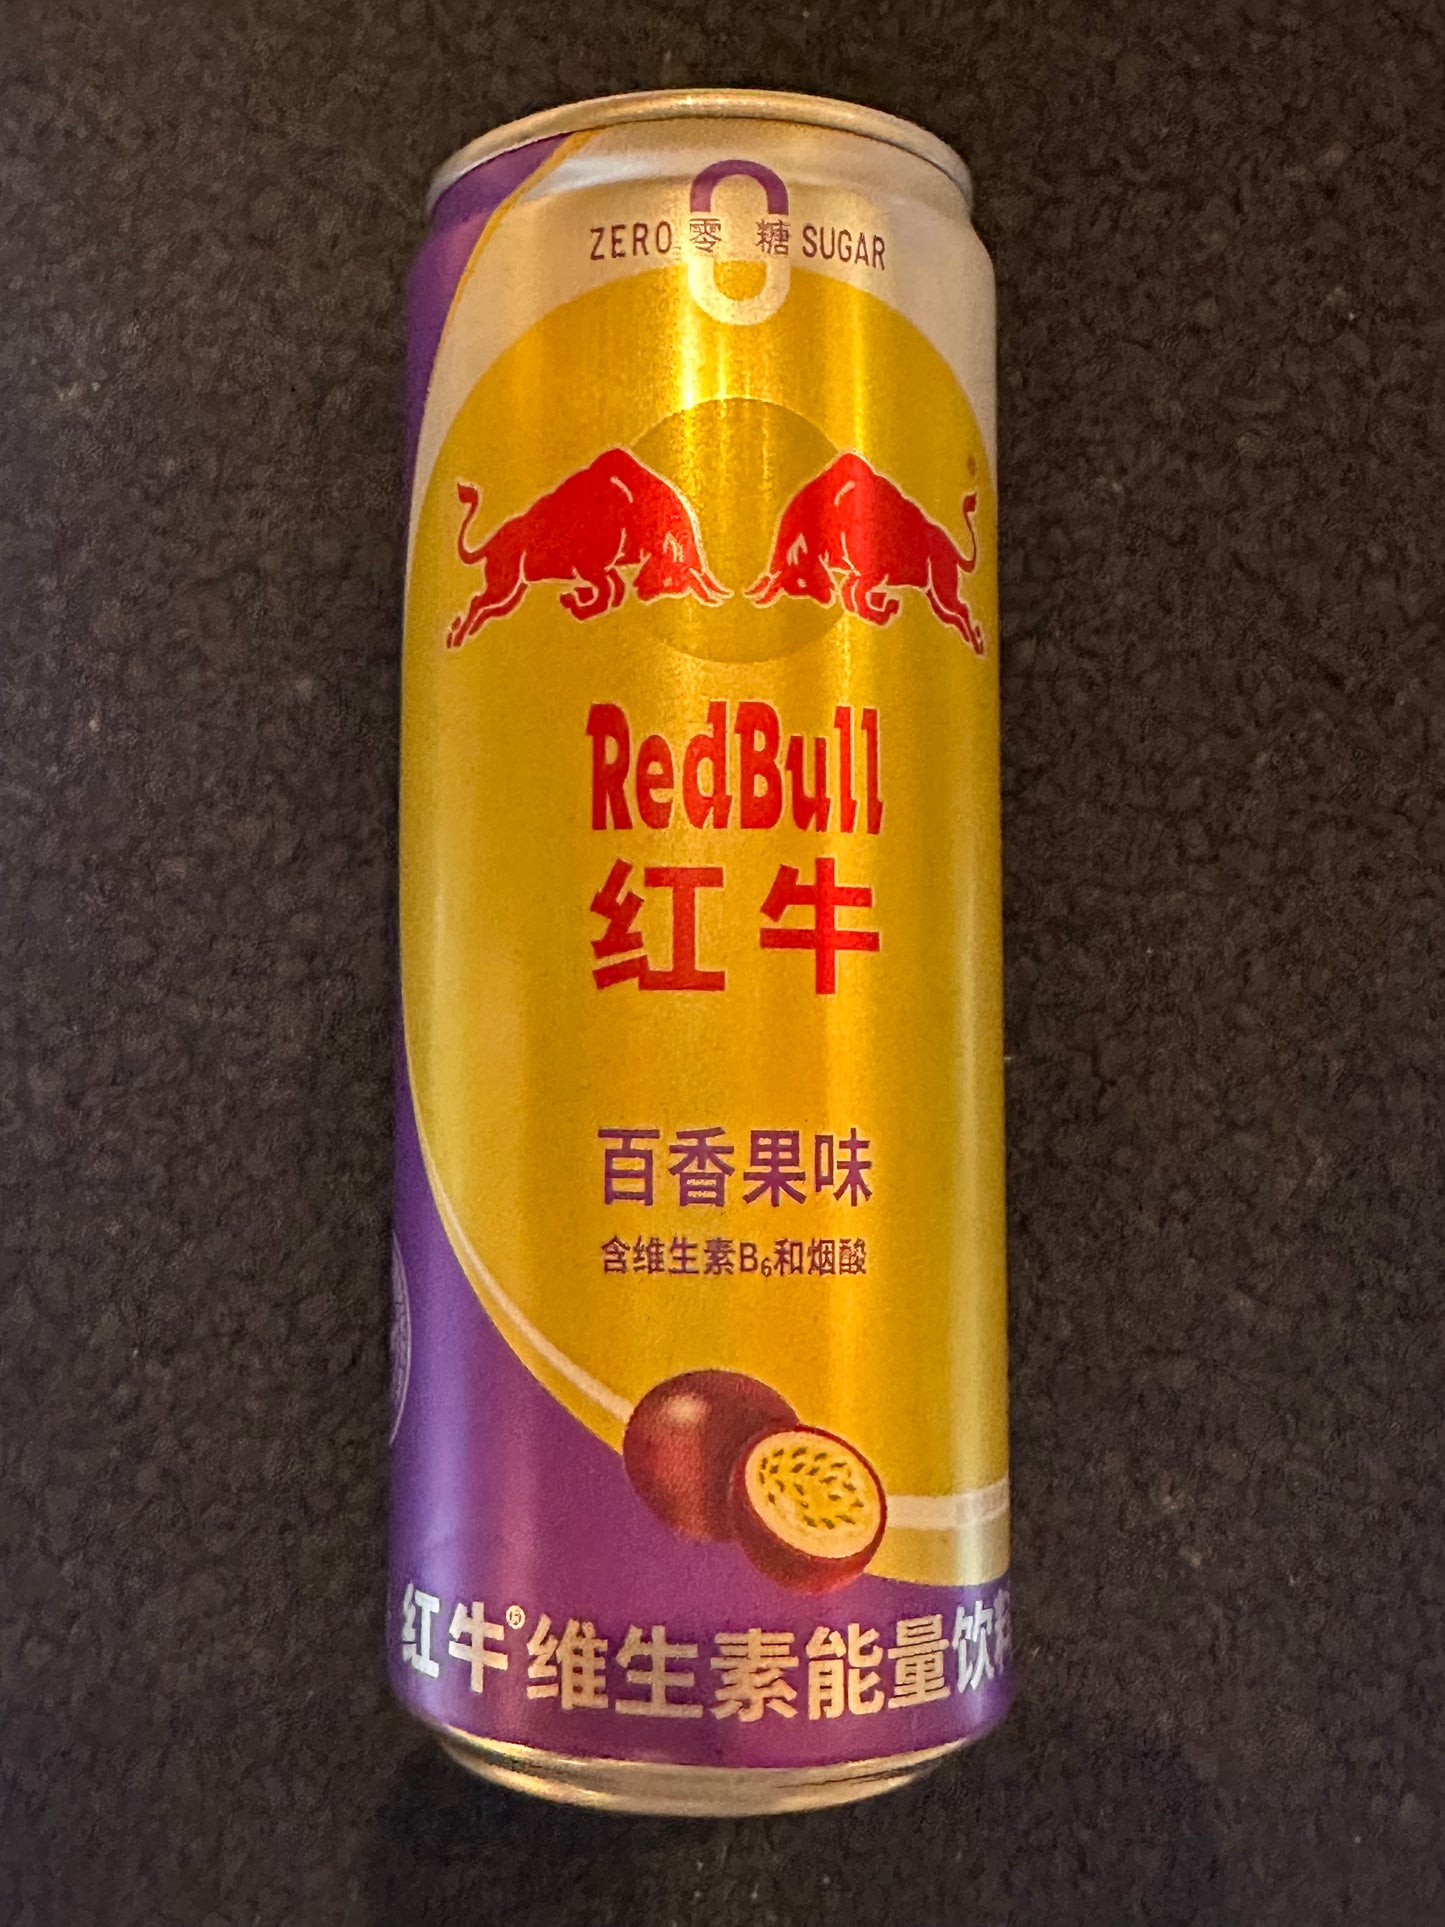 ZERO 零 糖 SUGAR
RedBull
红牛
百香果味
含维生素B₆和烟酸
红牛®维生素能量饮料